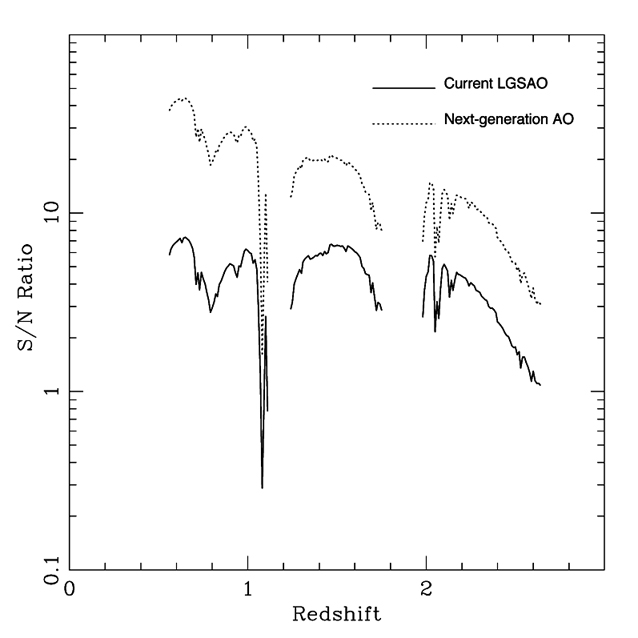 Current LGSAO
Next-generation AO
10
1
0.1
S/N Ratio
0
1
2
Redshift